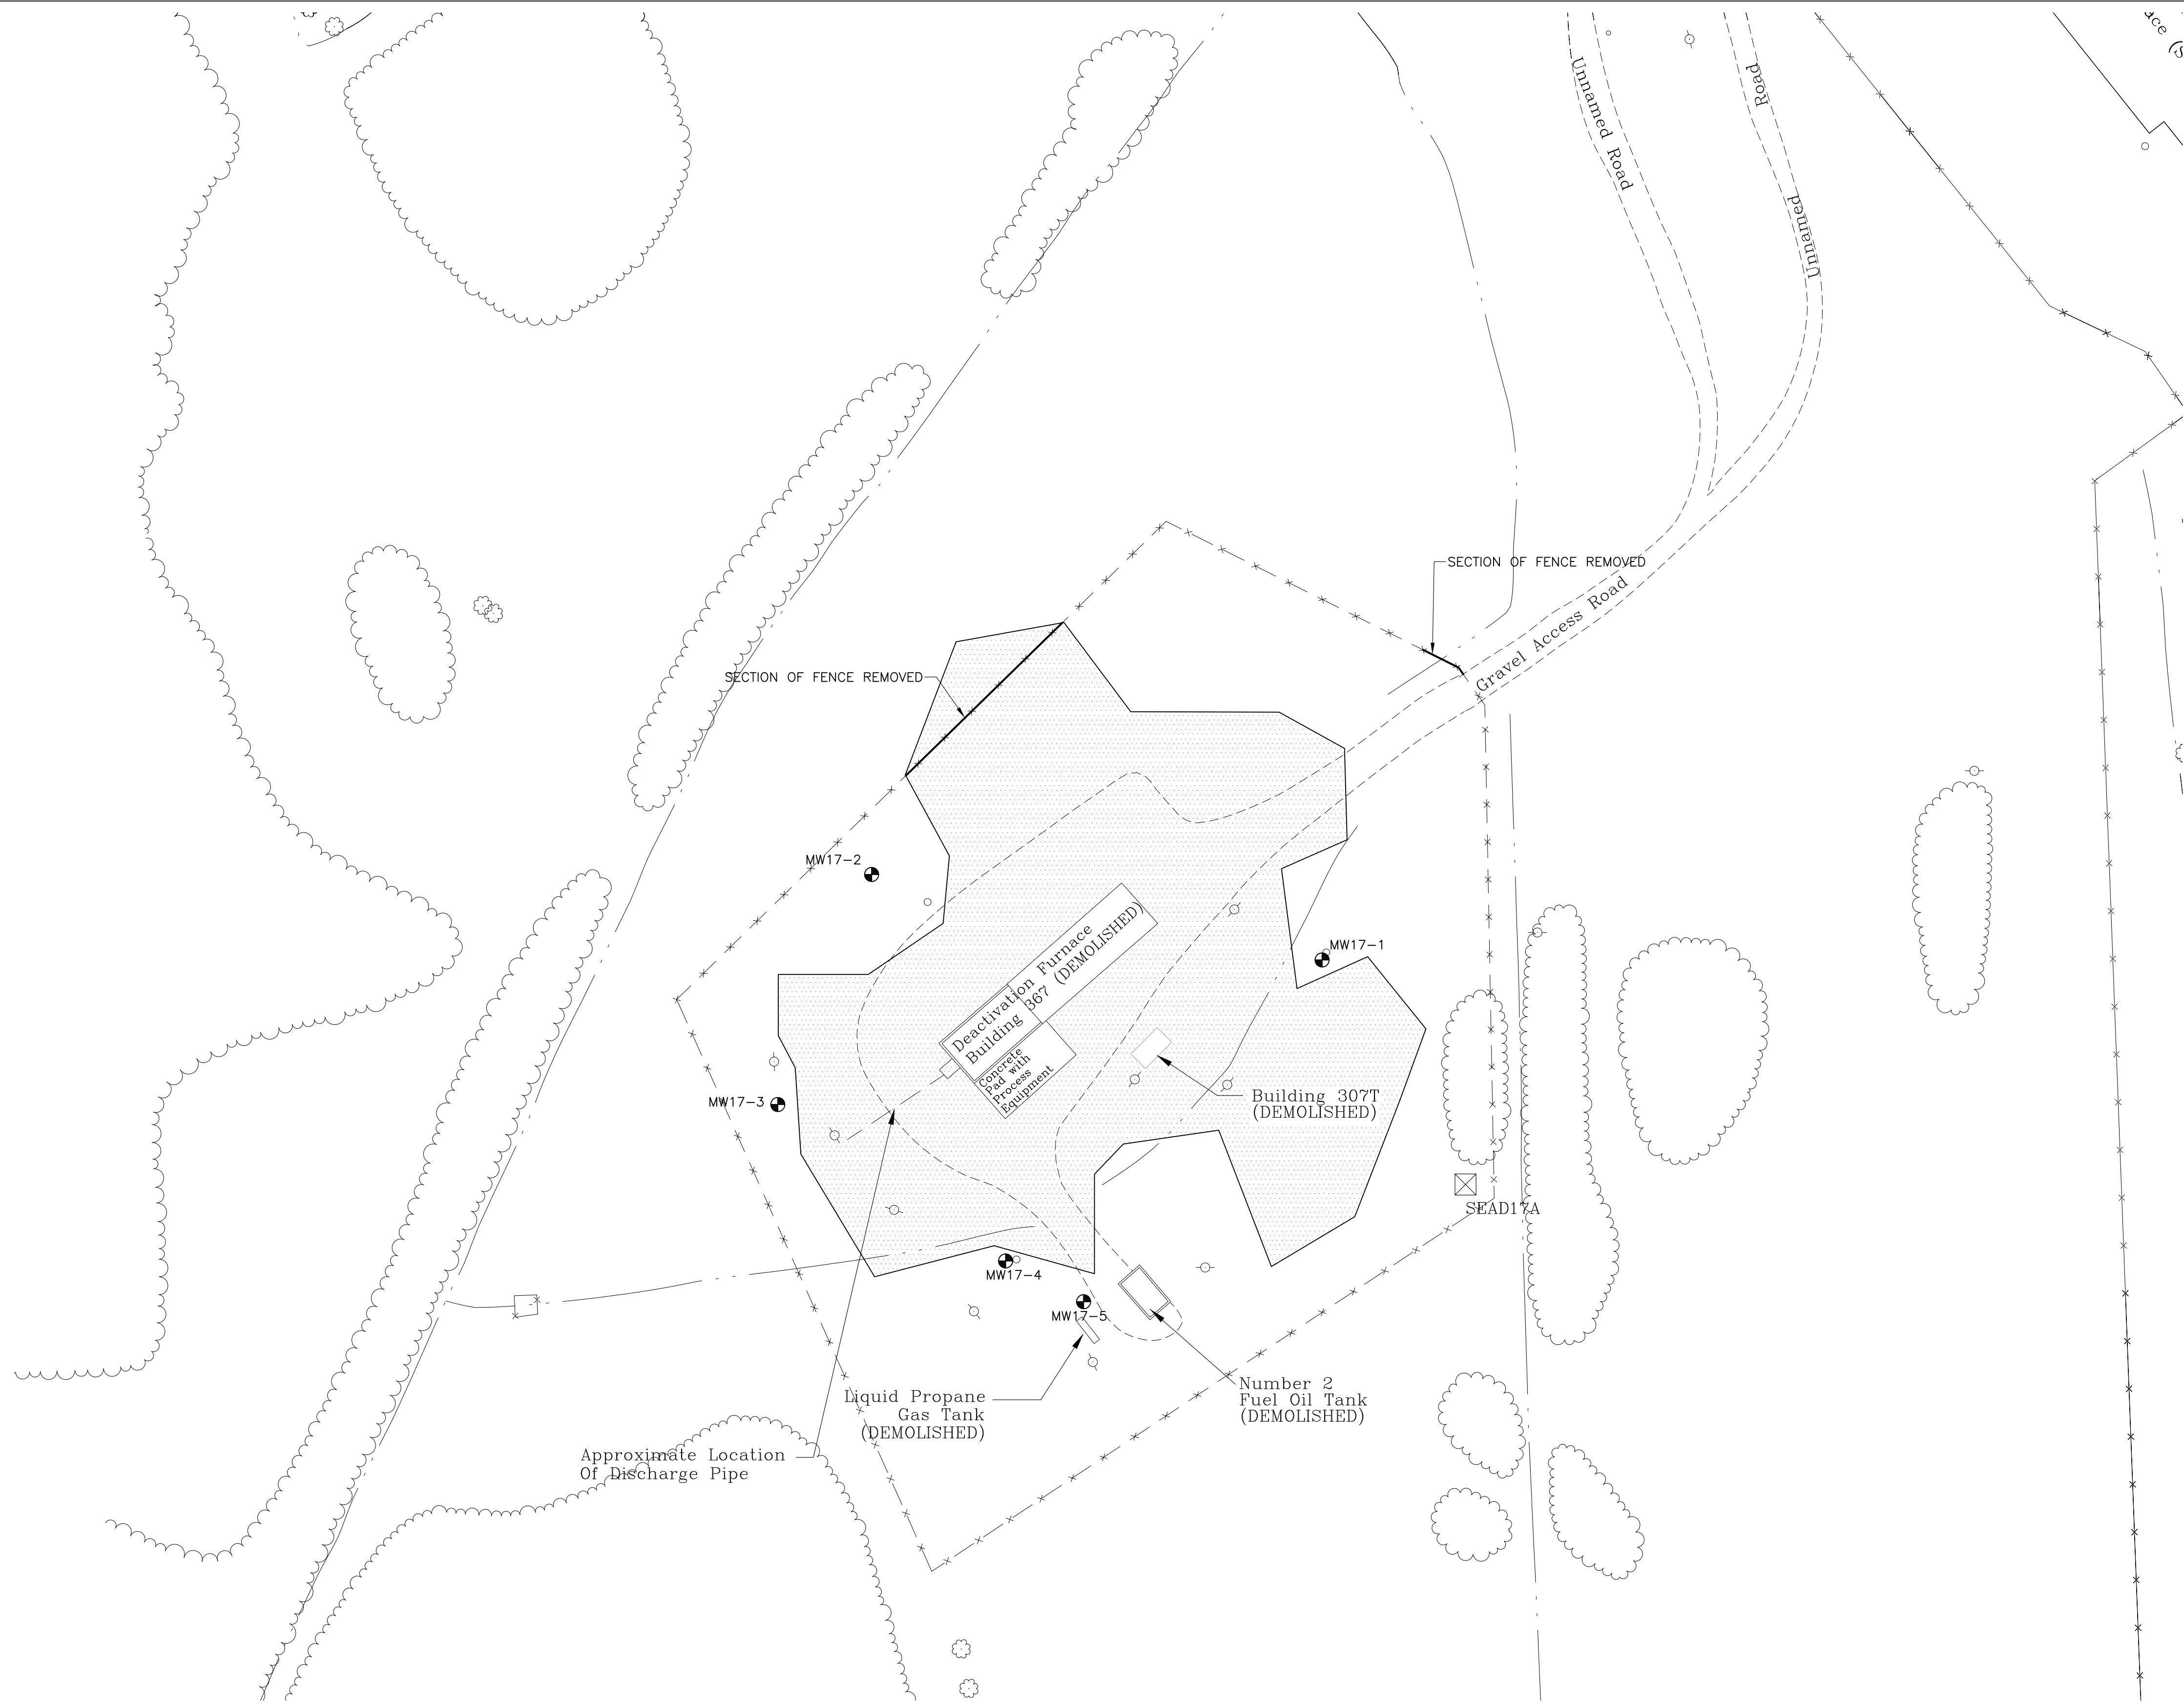 Unnamed Road
Road
Unnamed
SECTION OF FENCE REMOVED
Gravel Access Road
SECTION OF FENCE REMOVED
MW17-2
MW17-1
Deactivation Furnace
Building 367 (DEMOLISHED)
Concrete
Pad with
Process
Equipment
MW17-3
Building 307T
(DEMOLISHED)
SEAD17A
MW17-4
MW17-5
Liquid Propane
Gas Tank
(DEMOLISHED)
Number 2
Fuel Oil Tank
(DEMOLISHED)
Approximate Location
Of Discharge Pipe